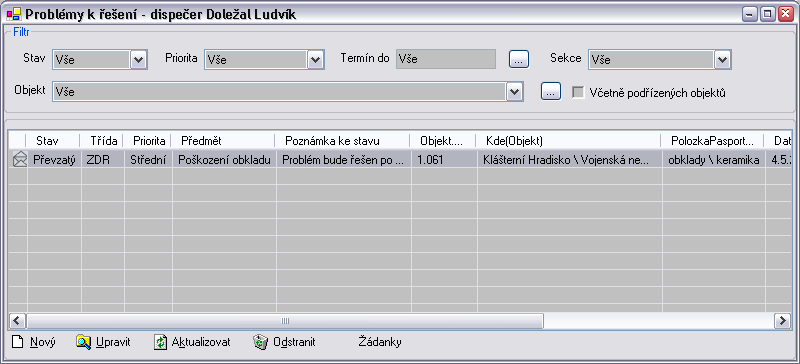 Problémy k řešení - dispečer Doležal Ludvík
Filtr
Stav Vše Priorita Vše Termín do Vše ... Sekce Vše
Objekt Vše ... Včetně podřízených objektů
Stav Třída Priorita Předmět Poznámka ke stavu Objekt.... Kde(Objekt) PolozkaPasport... Dat
Převzatý ZDR Střední Poškození obkladu Problém bude řešen po ... 1.061 Klášterní Hradisko \ Vojenská ne... obklady \ keramika 4.5.2
Nový Upravit Aktualizovat Odstranit Žádanky